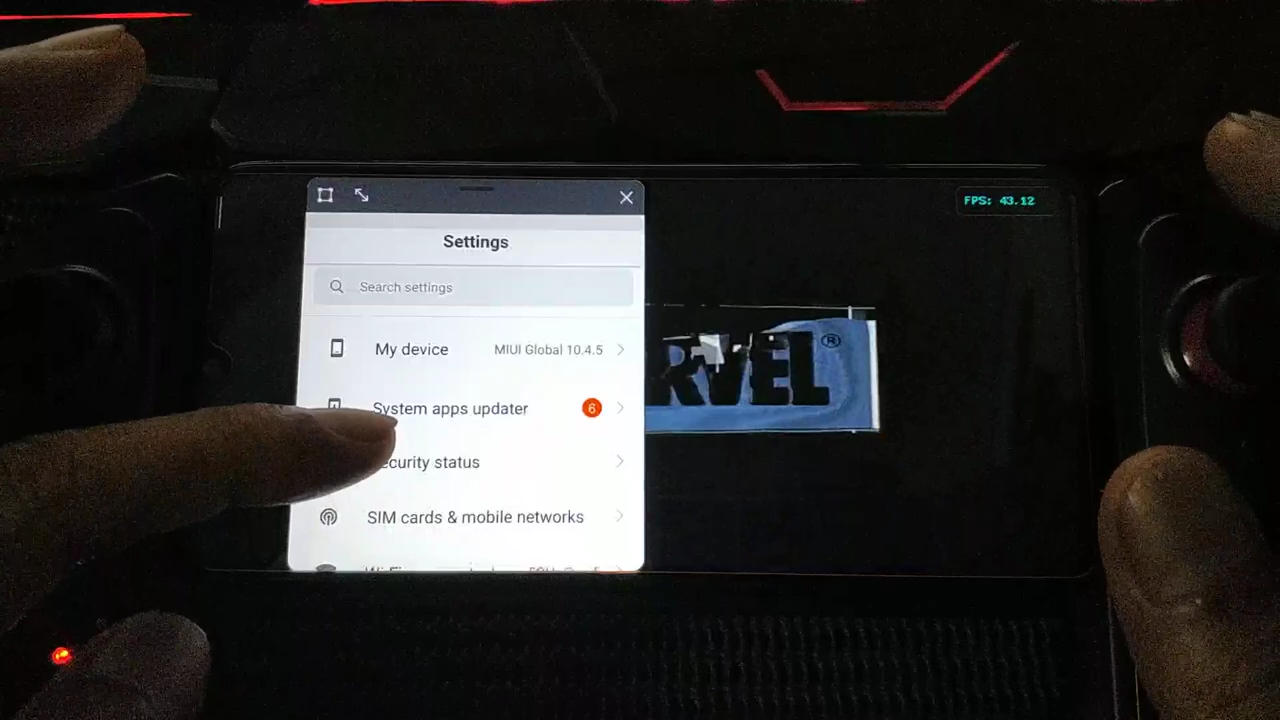 FPS: 43.12
Settings
Search settings
My device MIUI Global 10.4.5
System apps updater 6
ecurity status
RVEL®
SIM cards & mobile networks